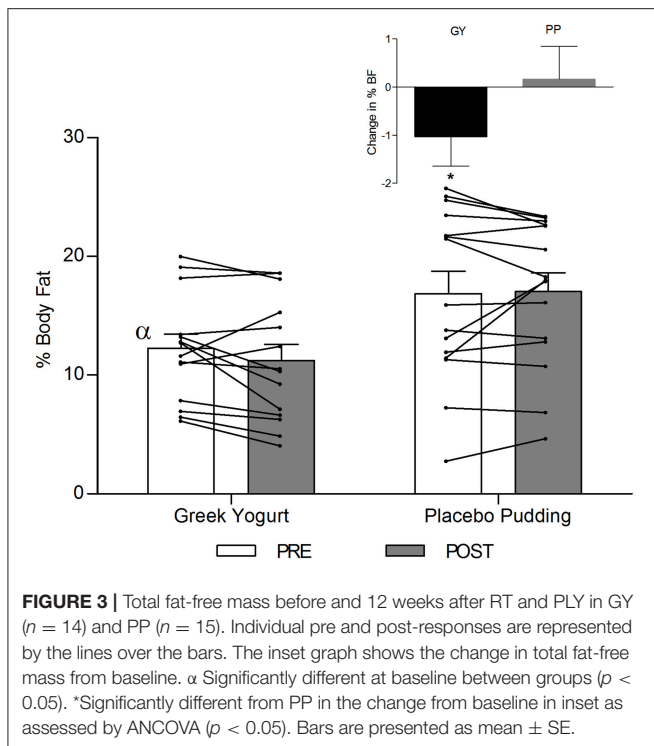 GY PP
1
0
-1
-2
Change in % BF
*
30
20
10
0
% Body Fat
α
Greek Yogurt Placebo Pudding
PRE POST
FIGURE 3 | Total fat-free mass before and 12 weeks after RT and PLY in GY
(n = 14) and PP (n = 15). Individual pre and post-responses are represented
by the lines over the bars. The inset graph shows the change in total fat-free
mass from baseline. α Significantly different at baseline between groups (p <
0.05). *Significantly different from PP in the change from baseline in inset as
assessed by ANCOVA (p < 0.05). Bars are presented as mean ± SE.